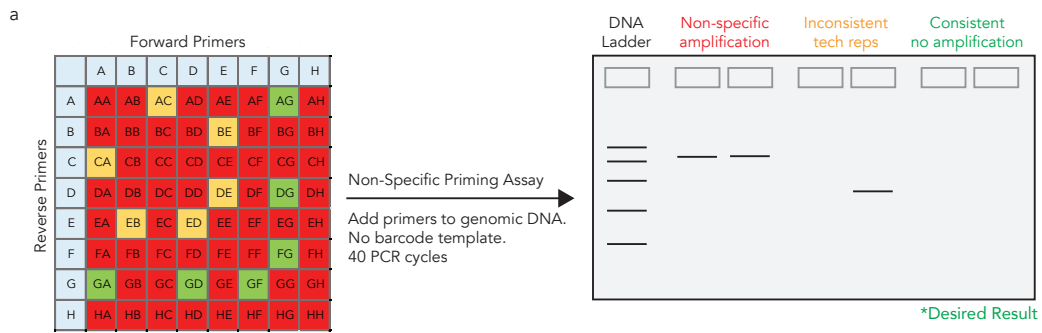 a
Forward Primers
A B C D E F G H
Reverse Primers
A AA AB AC AD AE AF AG AH
B BA BB BC BD BE BF BG BH
C CA CB CC CD CE CF CG CH
D DA DB DC DD DE DF DG DH
E EA EB EC ED EE EF EG EH
F FA FB FC FD FE FF FG FH
G GA GB GC GD GE GF GG GH
H HA HB HC HD HE HF HG HH
Non-Specific Priming Assay
Add primers to genomic DNA.
No barcode template.
40 PCR cycles
DNA
Ladder
Non-specific
amplification
Inconsistent
tech reps
Consistent
no amplification
*Desired Result